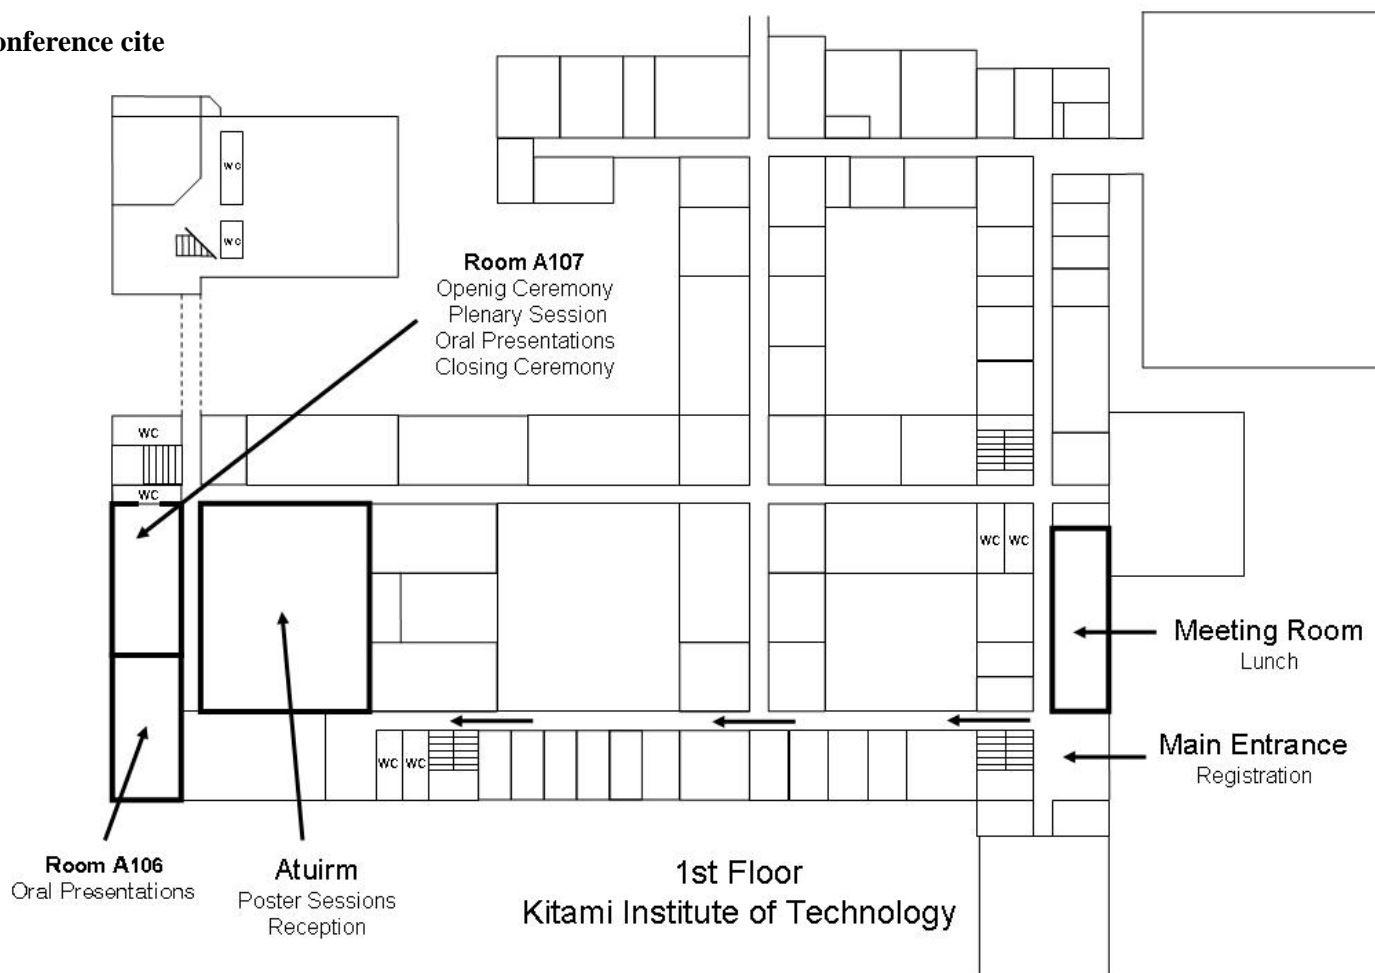 onference cite
WC
WC
Room A107
Openig Ceremony
Plenary Session
Oral Presentations
Closing Ceremony
WC
WC
WC WC
Meeting Room
Lunch
Main Entrance
Registration
WC WC
Room A106
Oral Presentations
Atuirm
Poster Sessions
Reception
1st Floor
Kitami Institute of Technology